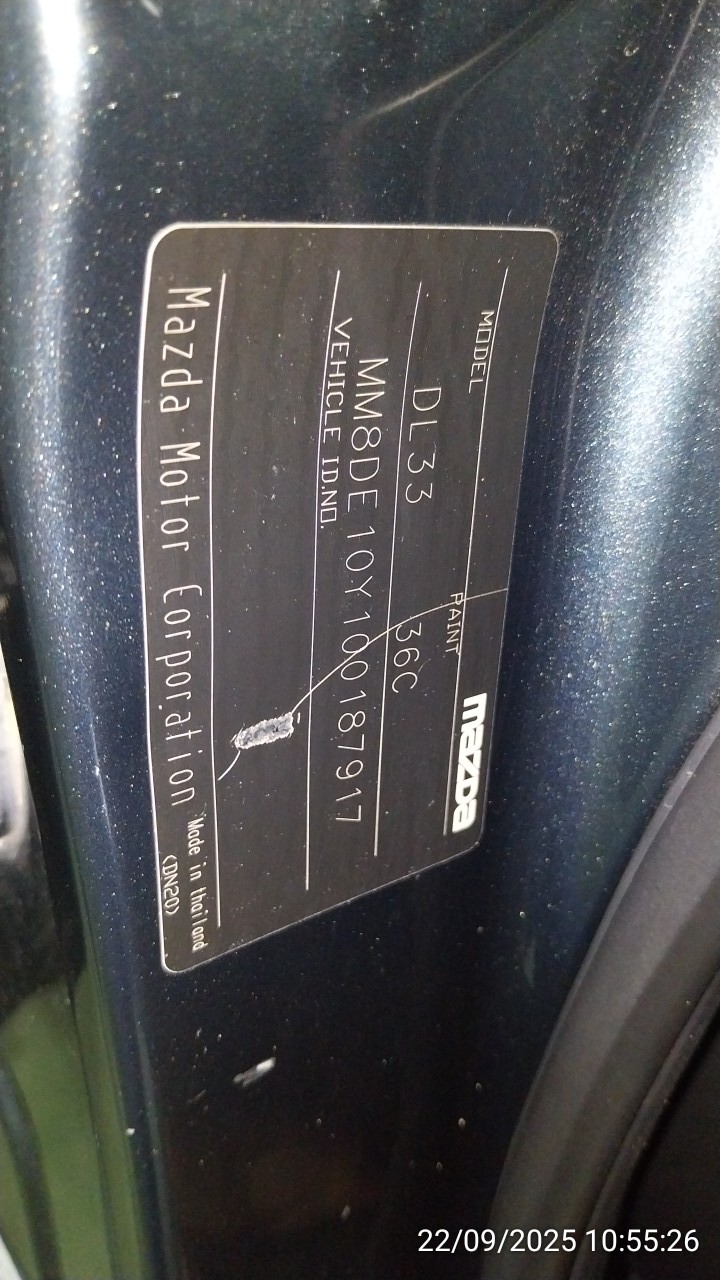 mazda
MODEL PAINT
DL33 36C
MM8DE10Y100187917
VEHICLE ID.NO.
Mazda Motor Corporation Made in thailand
<DN20>
22/09/2025 10:55:26